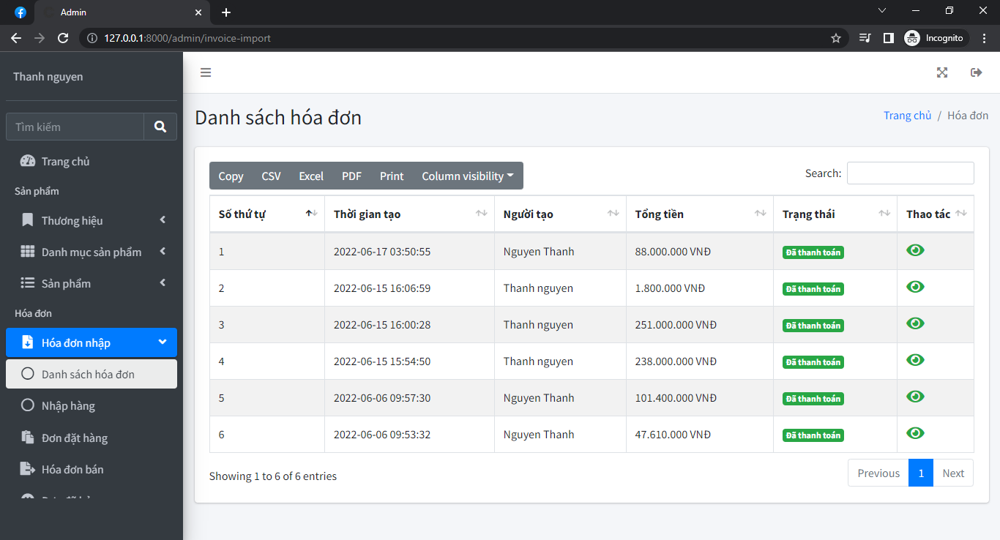 Admin
127.0.0.1:8000/admin/invoice-import
Incognito
Thanh nguyen
Tìm kiếm
Trang chủ
Sản phẩm
Thương hiệu
Danh mục sản phẩm
Sản phẩm
Hóa đơn
Hóa đơn nhập
Danh sách hóa đơn
Nhập hàng
Đơn đặt hàng
Hóa đơn bán
Danh sách hóa đơn
Trang chủ / Hóa đơn
Copy CSV Excel PDF Print Column visibility
Search:
Số thứ tự Thời gian tạo Người tạo Tổng tiền Trạng thái Thao tác
1 2022-06-17 03:50:55 Nguyen Thanh 88.000.000 VNĐ Đã thanh toán
2 2022-06-15 16:06:59 Thanh nguyen 1.800.000 VNĐ Đã thanh toán
3 2022-06-15 16:00:28 Thanh nguyen 251.000.000 VNĐ Đã thanh toán
4 2022-06-15 15:54:50 Thanh nguyen 238.000.000 VNĐ Đã thanh toán
5 2022-06-06 09:57:30 Nguyen Thanh 101.400.000 VNĐ Đã thanh toán
6 2022-06-06 09:53:32 Nguyen Thanh 47.610.000 VNĐ Đã thanh toán
Showing 1 to 6 of 6 entries
Previous 1 Next